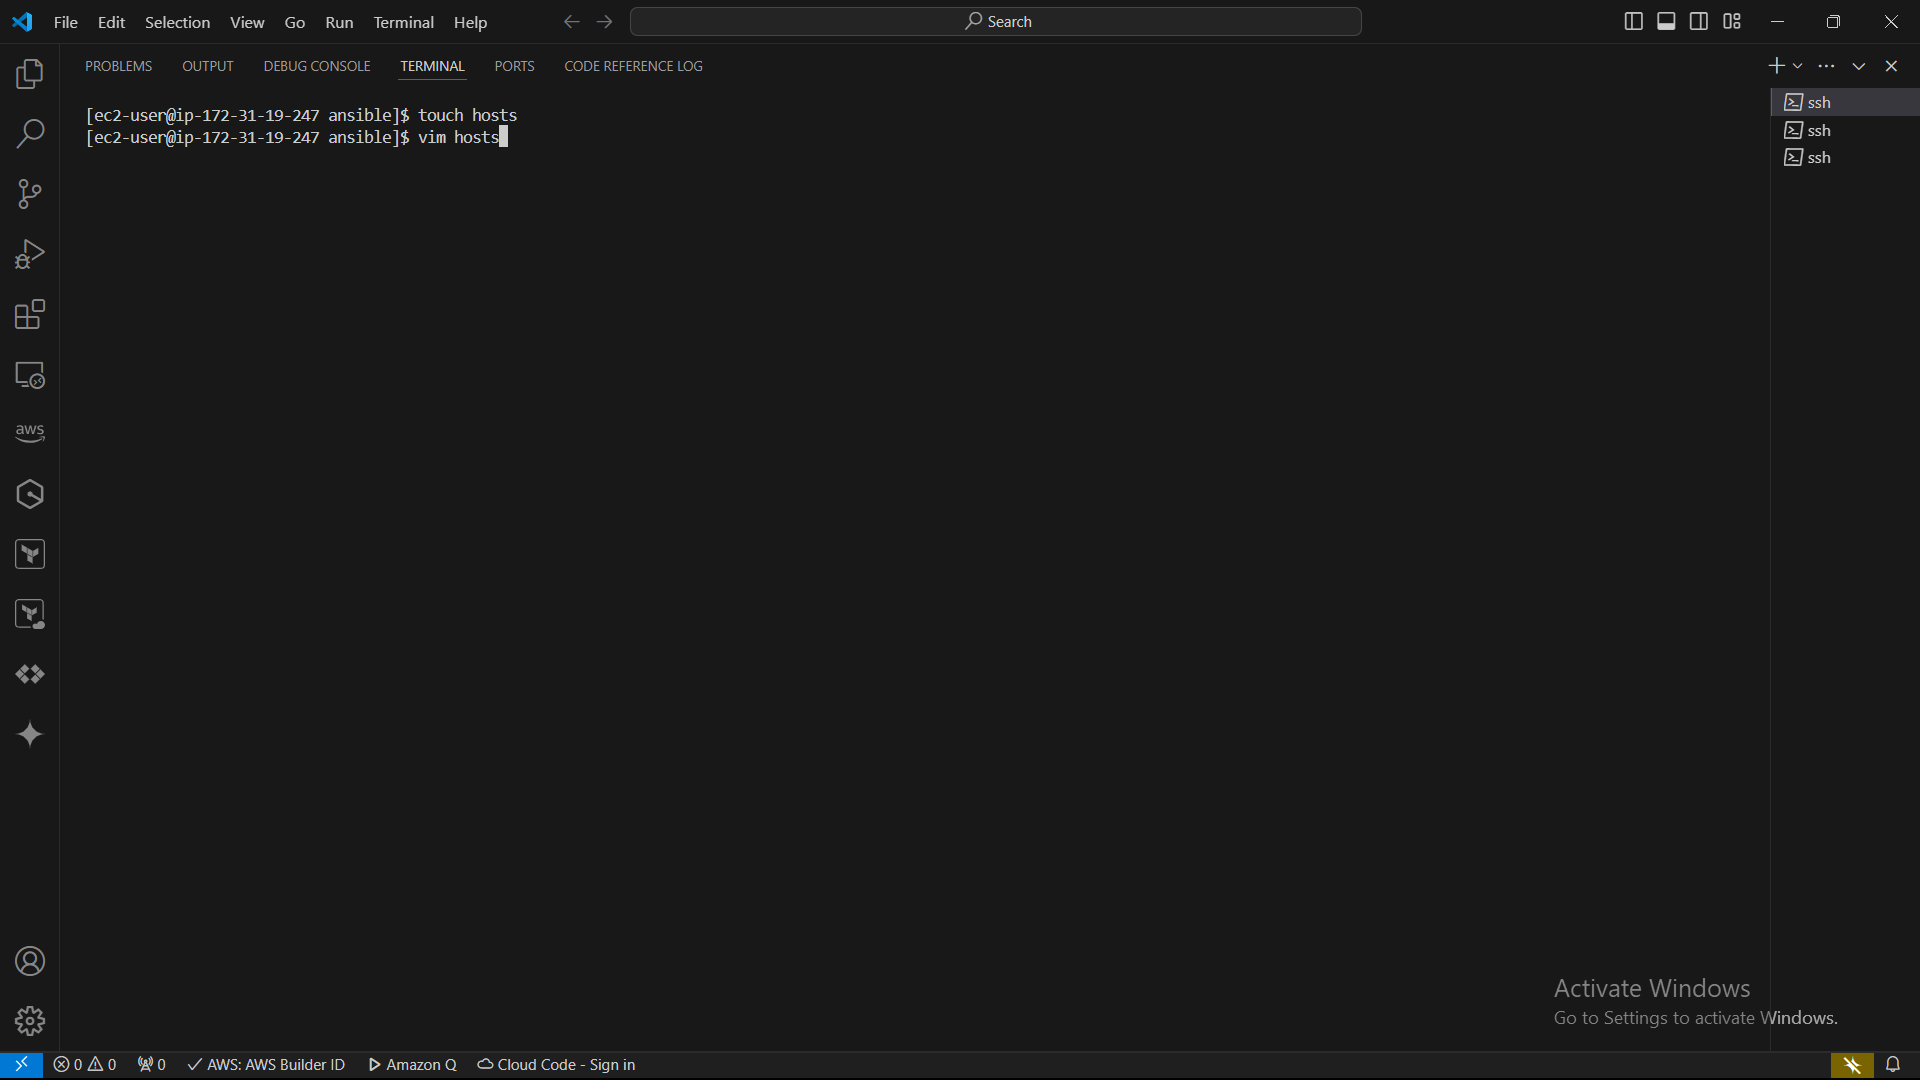 File Edit Selection View Go Run Terminal Help Search
PROBLEMS OUTPUT DEBUG CONSOLE TERMINAL PORTS CODE REFERENCE LOG
[ec2-user@ip-172-31-19-247 ansible]$ touch hosts
[ec2-user@ip-172-31-19-247 ansible]$ vim hosts
ssh
ssh
ssh
aws
Activate Windows
Go to Settings to activate Windows.
0 0 0 AWS: AWS Builder ID Amazon Q Cloud Code - Sign in